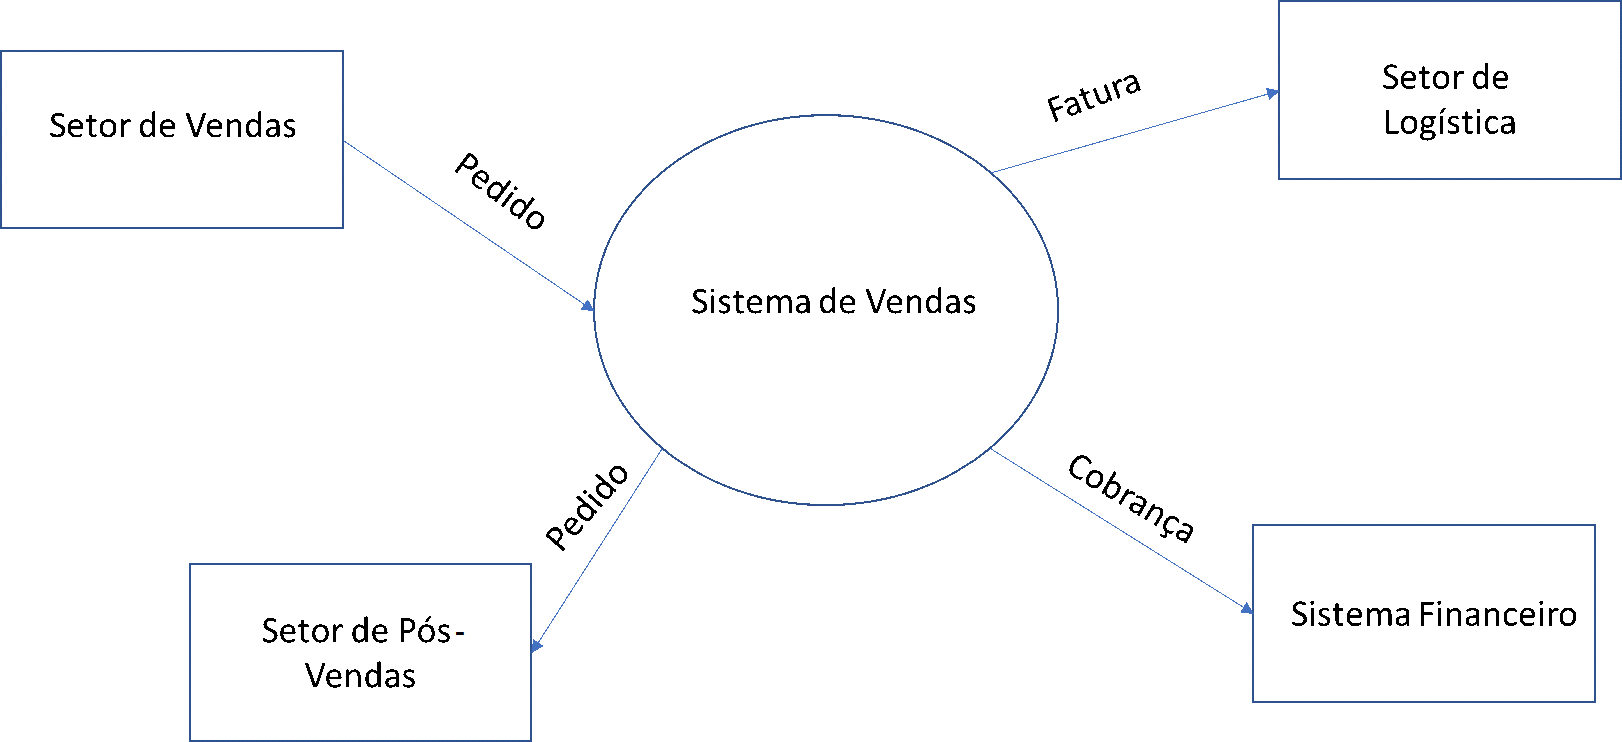 Setor de Vendas
Pedido
Fatura
Setor de
Logística
Sistema de Vendas
Pedido
Cobrança
Setor de Pós-
Vendas
Sistema Financeiro